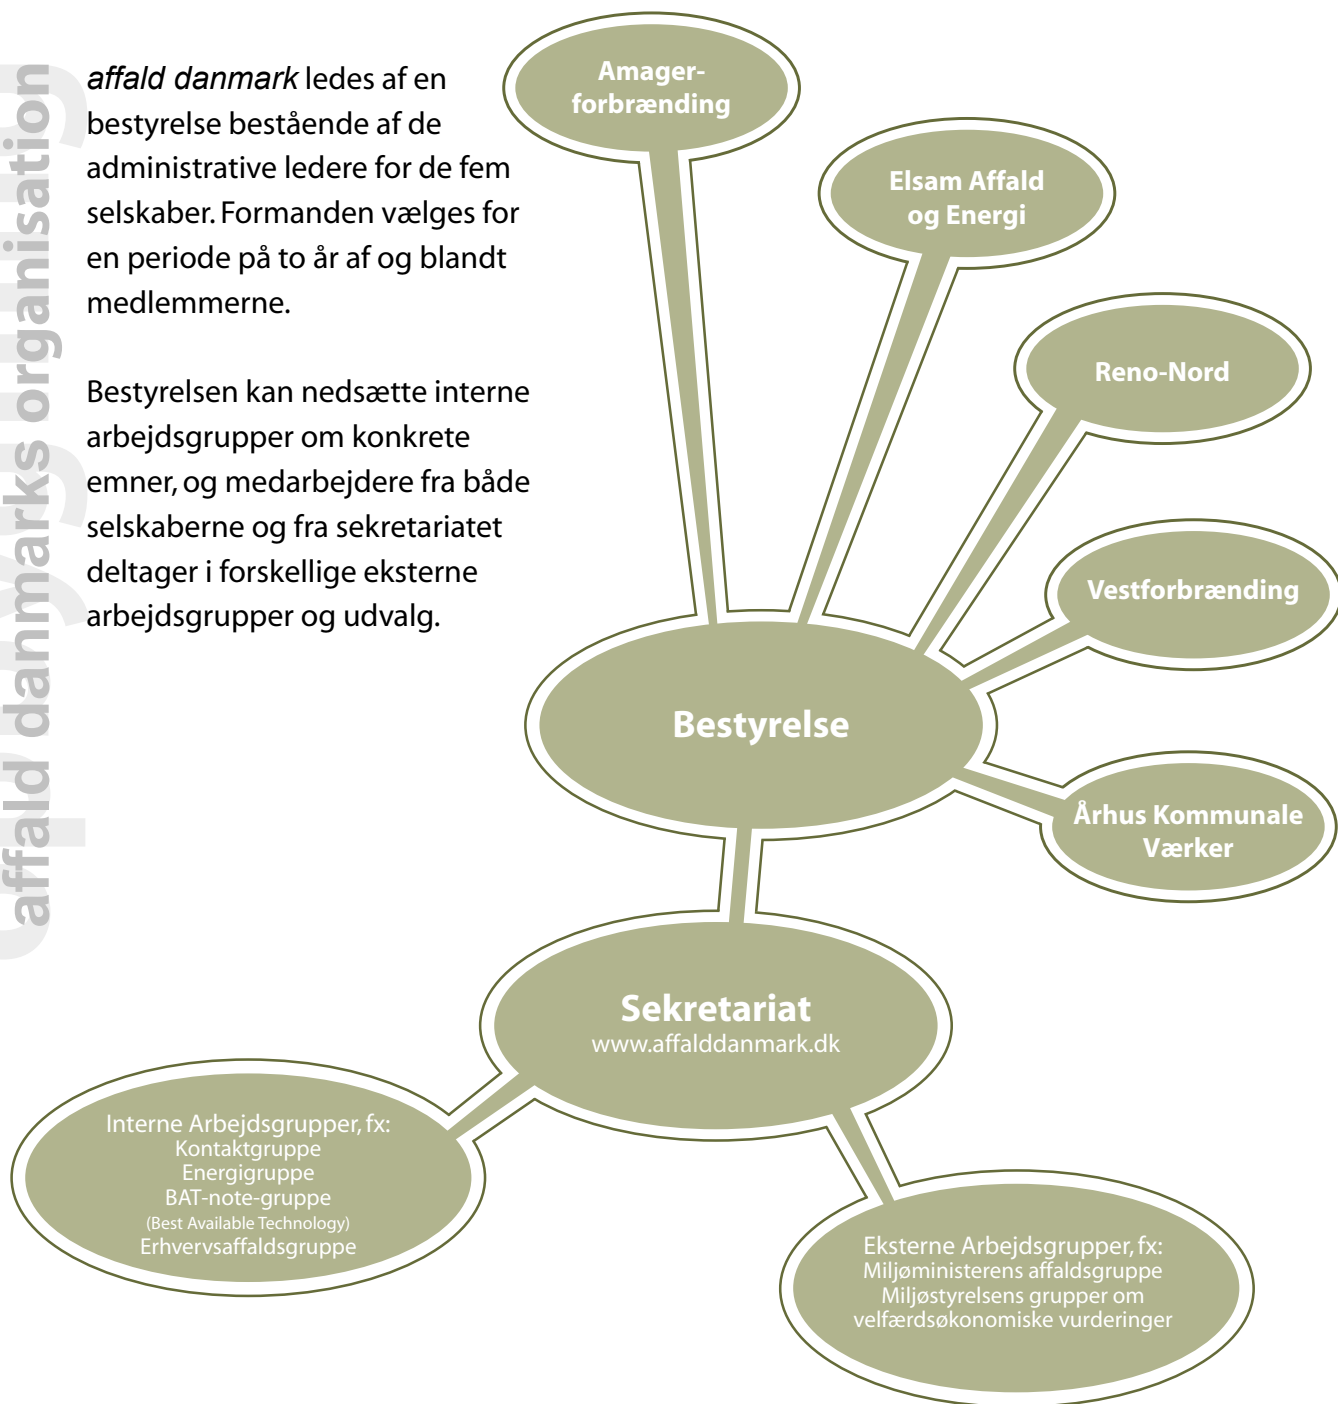 affald danmarks organisation
affald danmark ledes af en
bestyrelse bestående af de
administrative ledere for de fem
selskaber. Formanden vælges for
en periode på to år af og blandt
medlemmerne.
Bestyrelsen kan nedsætte interne
arbejdsgrupper om konkrete
emner, og medarbejdere fra både
selskaberne og fra sekretariatet
deltager i forskellige eksterne
arbejdsgrupper og udvalg.
Amager-
forbrænding
Elsam Affald
og Energi
Reno-Nord
Vestforbrænding
Århus Kommunale
Værker
Bestyrelse
Sekretariat
www.affalddanmark.dk
Interne Arbejdsgrupper, fx:
Kontaktgruppe
Energigruppe
BAT-note-gruppe
(Best Available Technology)
Erhvervsaffaldsgruppe
Eksterne Arbejdsgrupper, fx:
Miljøministerens affaldsgruppe
Miljøstyrelsens grupper om
velfærdsøkonomiske vurderinger